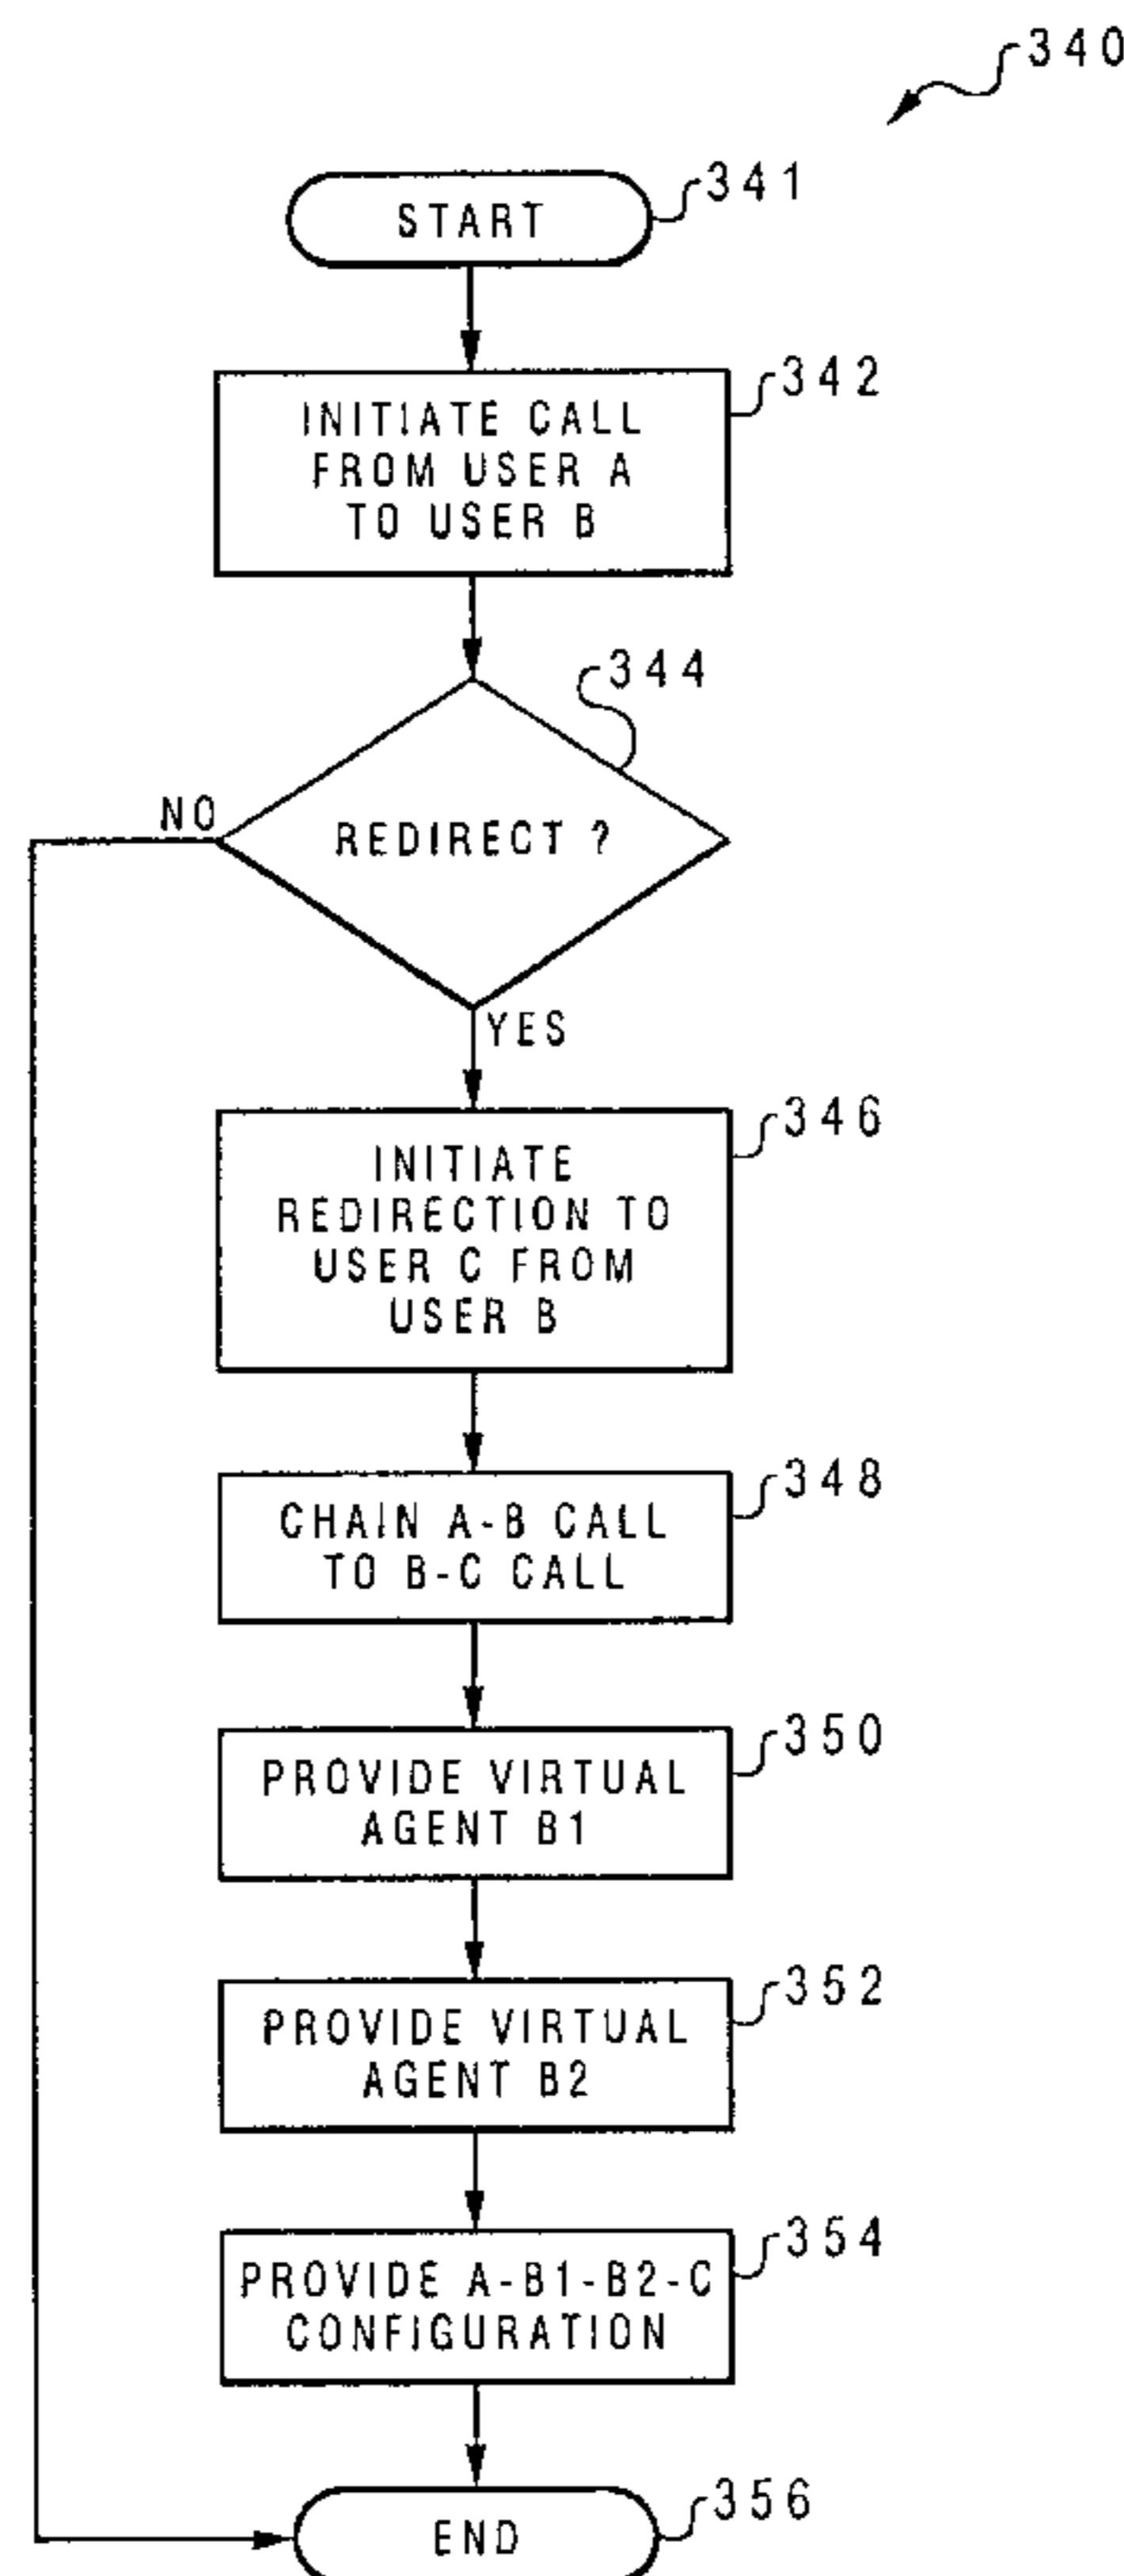 340
START
341
INITIATE CALL
FROM USER A
TO USER B
342
344
REDIRECT ?
NO
YES
INITIATE
REDIRECTION TO
USER C FROM
USER B
346
CHAIN A-B CALL
TO B-C CALL
348
PROVIDE VIRTUAL
AGENT B1
350
PROVIDE VIRTUAL
AGENT B2
352
PROVIDE A-B1-B2-C
CONFIGURATION
354
END
356